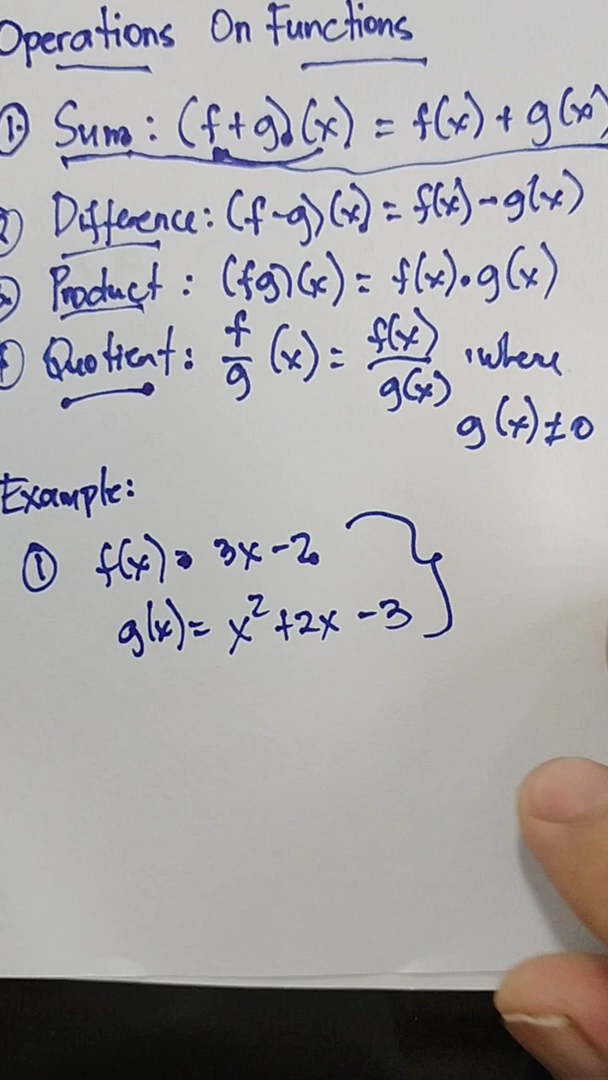 Operations On Functions
① Sum: (f+g)(x) = f(x) + g(x)
② Difference: (f-g)(x) = f(x)-g(x)
③ Product: (fg)(x) = f(x)•g(x)
④ Quotient: f/g (x) = f(x)/g(x), where
g(x)≠0
Example:
① f(x) = 3x-2
g(x) = x²+2x-3